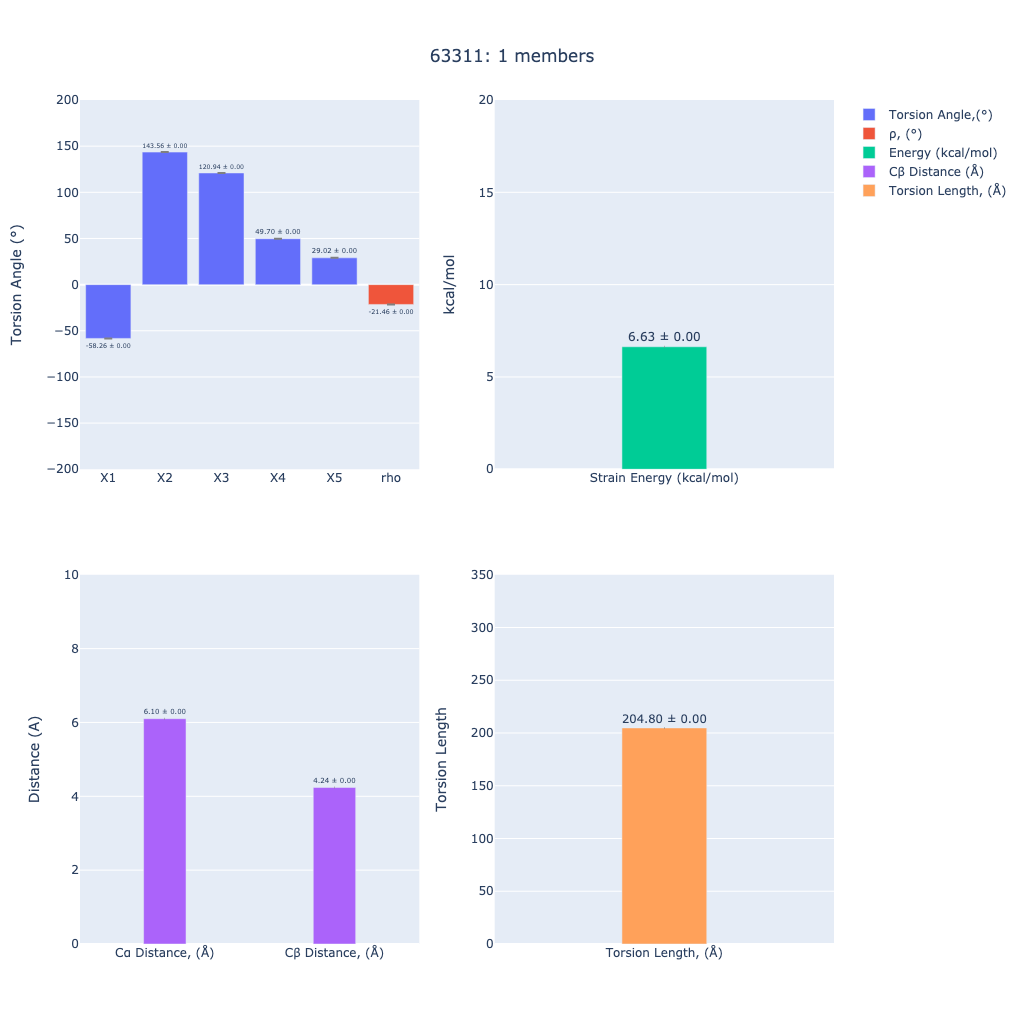 63311: 1 members
Torsion Angle (°)
200
150
100
50
0
−50
−100
−150
−200
-58.26 ± 0.00
143.56 ± 0.00
120.94 ± 0.00
49.70 ± 0.00
29.02 ± 0.00
-21.46 ± 0.00
X1
X2
X3
X4
X5
rho
kcal/mol
20
15
10
5
0
6.63 ± 0.00
Strain Energy (kcal/mol)
Torsion Angle,(°)
ρ, (°)
Energy (kcal/mol)
Cβ Distance (Å)
Torsion Length, (Å)
Distance (A)
10
8
6
4
2
0
6.10 ± 0.00
4.24 ± 0.00
Cα Distance, (Å)
Cβ Distance, (Å)
Torsion Length
350
300
250
200
150
100
50
0
204.80 ± 0.00
Torsion Length, (Å)